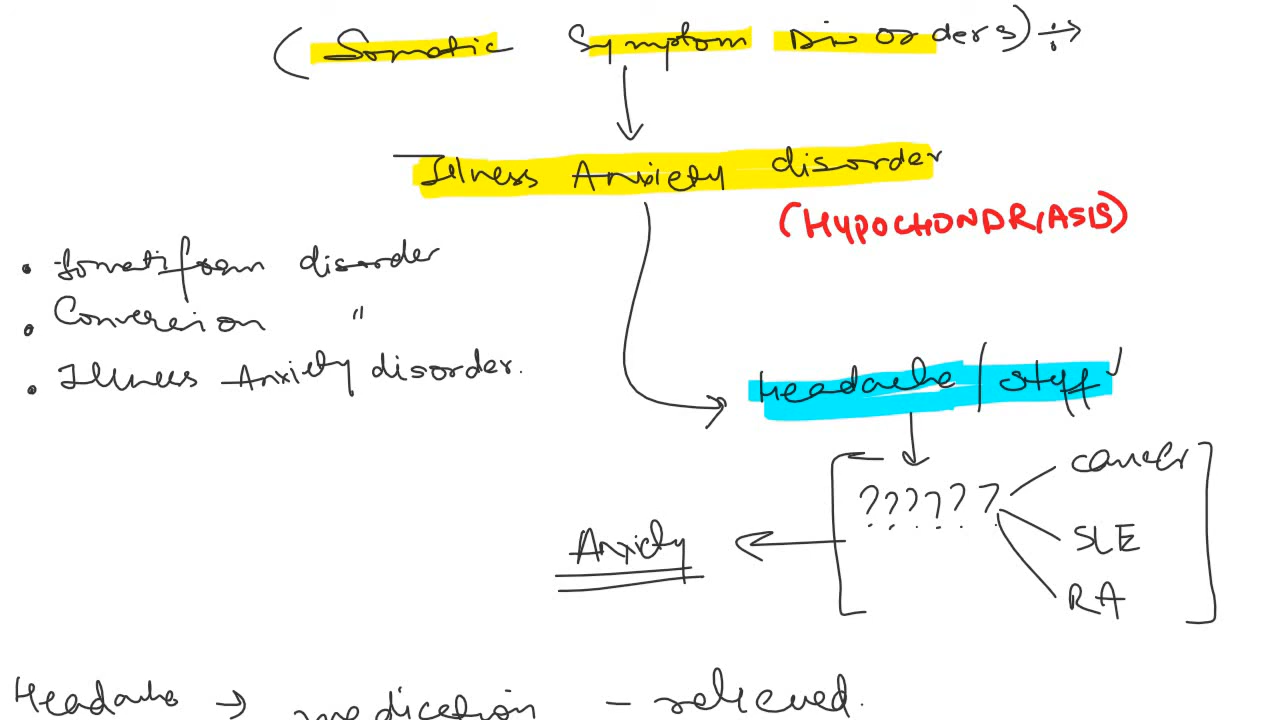 (Somatic Symptom Disorders) ÷→
Illness Anxiety disorder
(HYPOCHONDRIASIS)
• Somatiform disorder
• Conversion "
• Illness Anxiety disorder.
Headache / stiff
?????? cancer
SLE
RA
Anxiety
Headache → medication - relieved.